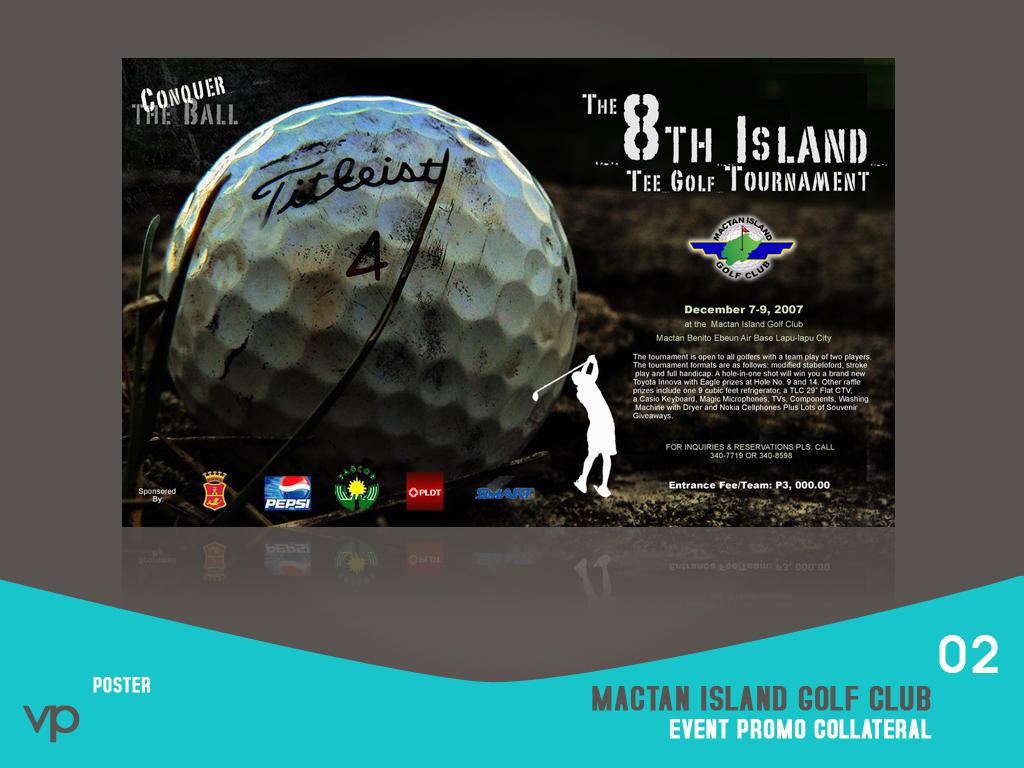 Conquer
The Ball
Titleist
4
The 8th Island
Tee Golf Tournament
MACTAN ISLAND
GOLF CLUB
December 7-9, 2007
at the Mactan Island Golf Club
Mactan Benito Ebeun Air Base Lapu-lapu City
The tournament is open to all golfers with a team play of two players.
The tournament formats are as follows: modified stabeloford, stroke
play and full handicap. A hole-in-one shot will win you a brand new
Toyota Innova with Eagle prizes at Hole No. 9 and 14. Other raffle
prizes include one 9 cubic feet refrigerator, a TLC 29" Flat CTV,
a Casio Keyboard, Magic Microphones, TVs, Components, Washing
Machine with Dryer and Nokia Cellphones Plus Lots of Souvenir
Giveaways.
FOR INQUIRIES & RESERVATIONS:PLS. CALL
340-7719 OR 340-8598
Entrance Fee/Team: P3, 000.00
Sponsored
By:
PEPSI
PAGCOR
PLDT
SMART
02
POSTER
vp
MACTAN ISLAND GOLF CLUB
EVENT PROMO COLLATERAL